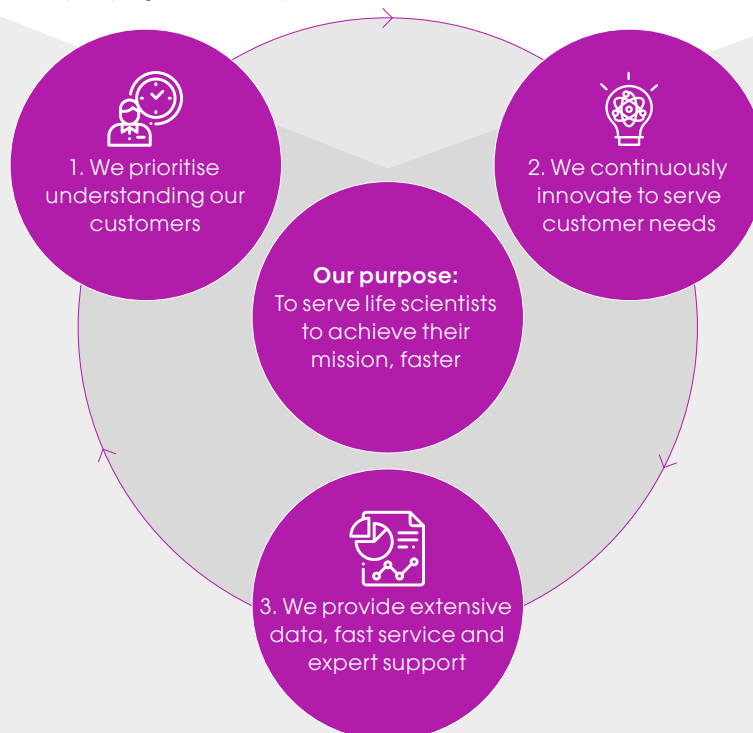 1. We prioritise
understanding our
customers
2. We continuously
innovate to serve
customer needs
Our purpose:
To serve life scientists
to achieve their
mission, faster
3. We provide extensive
data, fast service and
expert support